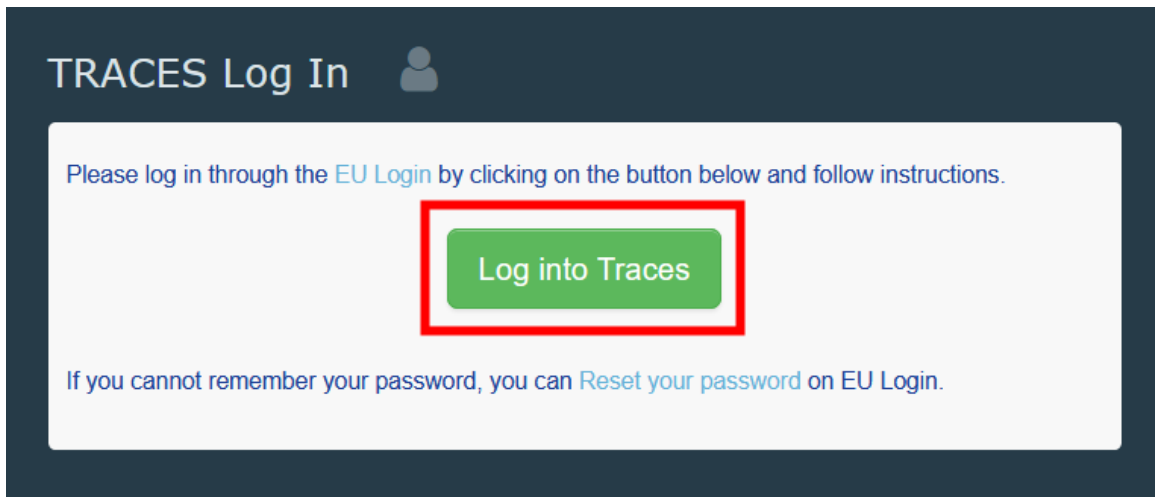 TRACES Log In
Please log in through the EU Login by clicking on the button below and follow instructions.
Log into Traces
If you cannot remember your password, you can Reset your password on EU Login.